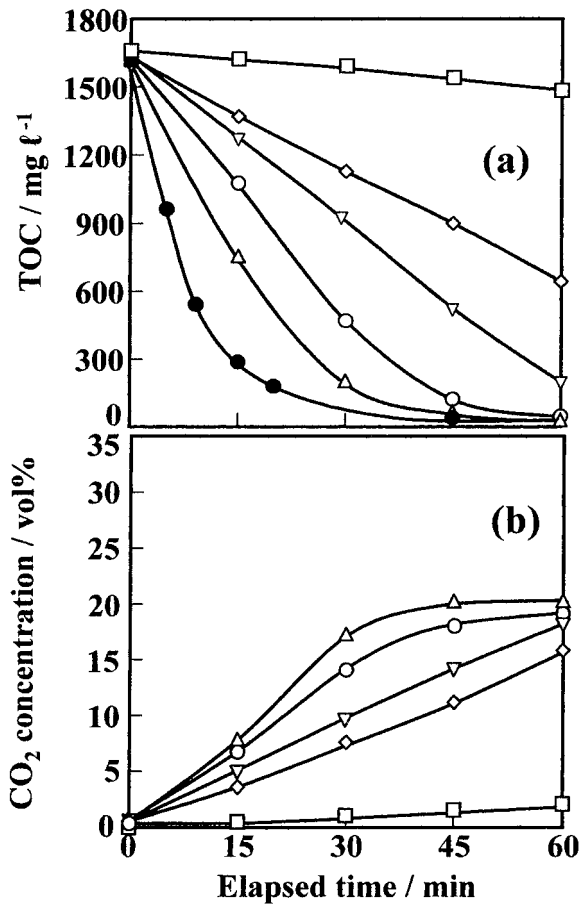 1800
1500
1200
900
600
300
0
TOC / mg ℓ⁻¹
(a)
35
30
25
20
15
10
5
0
CO₂ concentration / vol%
(b)
0 15 30 45 60
Elapsed time / min